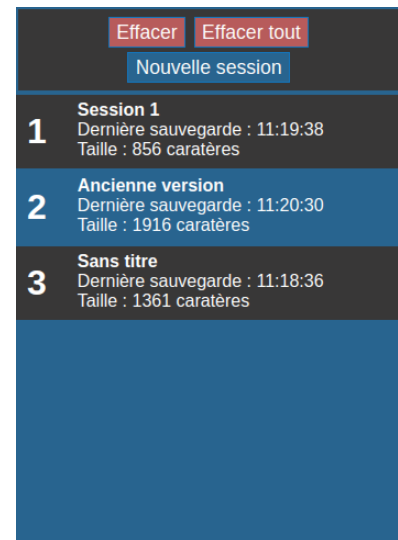 Effacer Effacer tout
Nouvelle session
1
Session 1
Dernière sauvegarde : 11:19:38
Taille : 856 caratères
2
Ancienne version
Dernière sauvegarde : 11:20:30
Taille : 1916 caratères
3
Sans titre
Dernière sauvegarde : 11:18:36
Taille : 1361 caratères